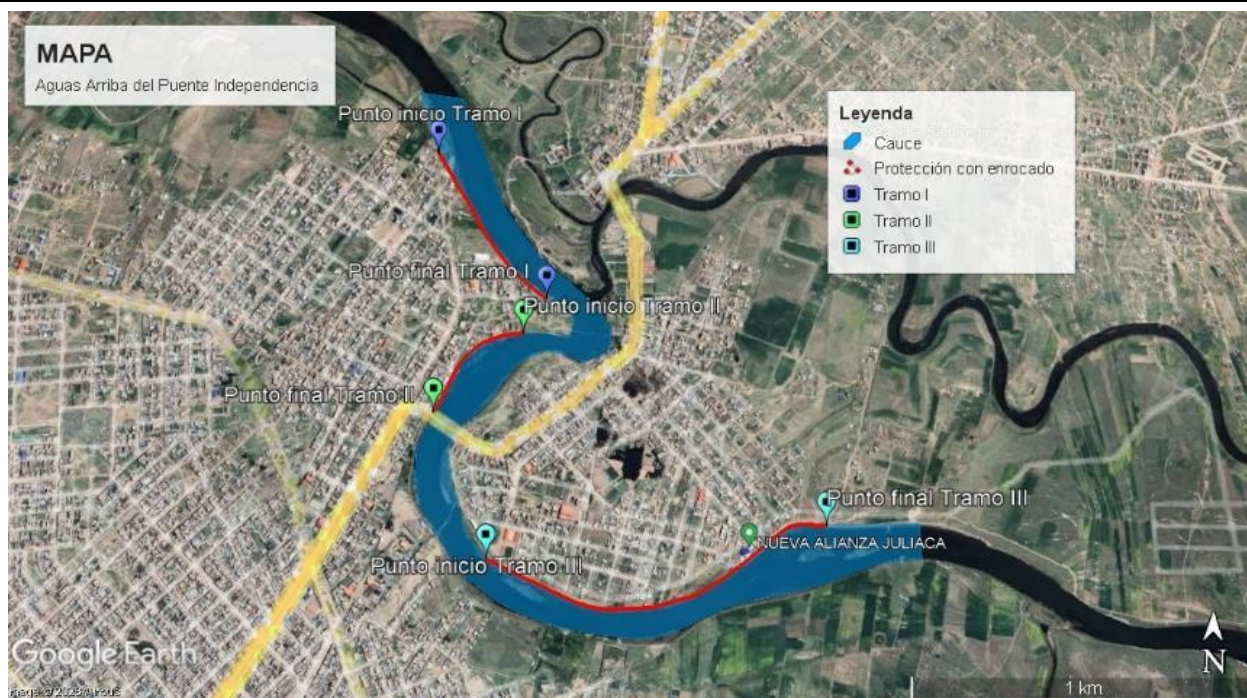 MAPA
Aguas Arriba del Puente Independencia
Punto inicio Tramo I
Leyenda
Cauce
Protección con enrocado
Tramo I
Tramo II
Tramo III
Punto final Tramo I
Punto inicio Tramo II
Punto final Tramo II
Punto final Tramo III
NUEVA ALIANZA JULIACA
Punto inicio Tramo III
Google Earth
N
1 km